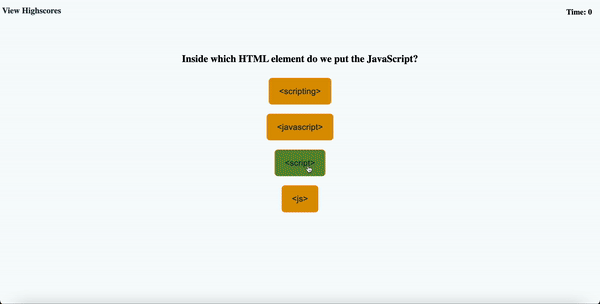 View Highscores
Time: 0
Inside which HTML element do we put the JavaScript?
<scripting>
<javascript>
<script>
<js>